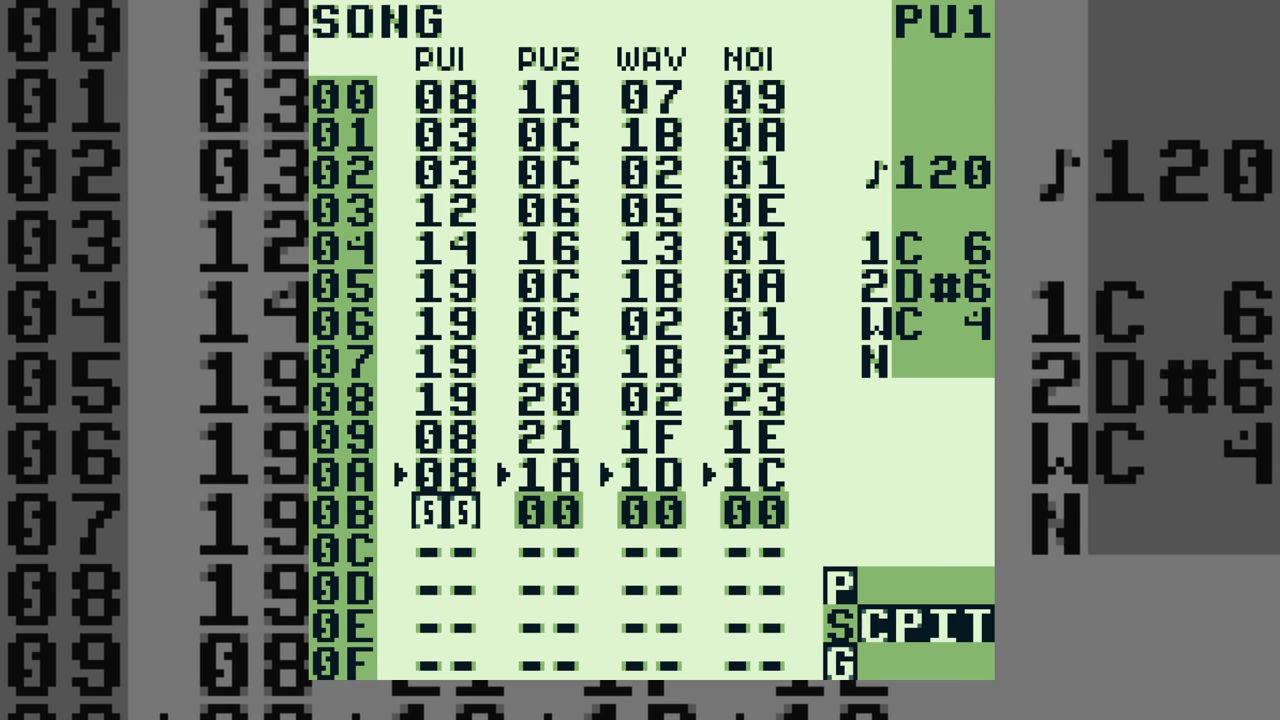 SONG PU1
PU1 PU2 WAV NOI
00 08 1A 07 09
01 03 0C 1B 0A
02 03 0C 02 01 ♪120
03 12 06 05 0E
04 14 16 13 01 1C 6
05 19 0C 1B 0A 2D#6
06 19 0C 02 01 WC 4
07 19 20 1B 22 N
08 19 20 02 23
09 08 21 1F 1E
0A 08 1A 1D 1C
0B 00 00 00 00
0C -- -- -- --
0D -- -- -- -- P
0E -- -- -- -- SCPIT
0F -- -- -- -- G